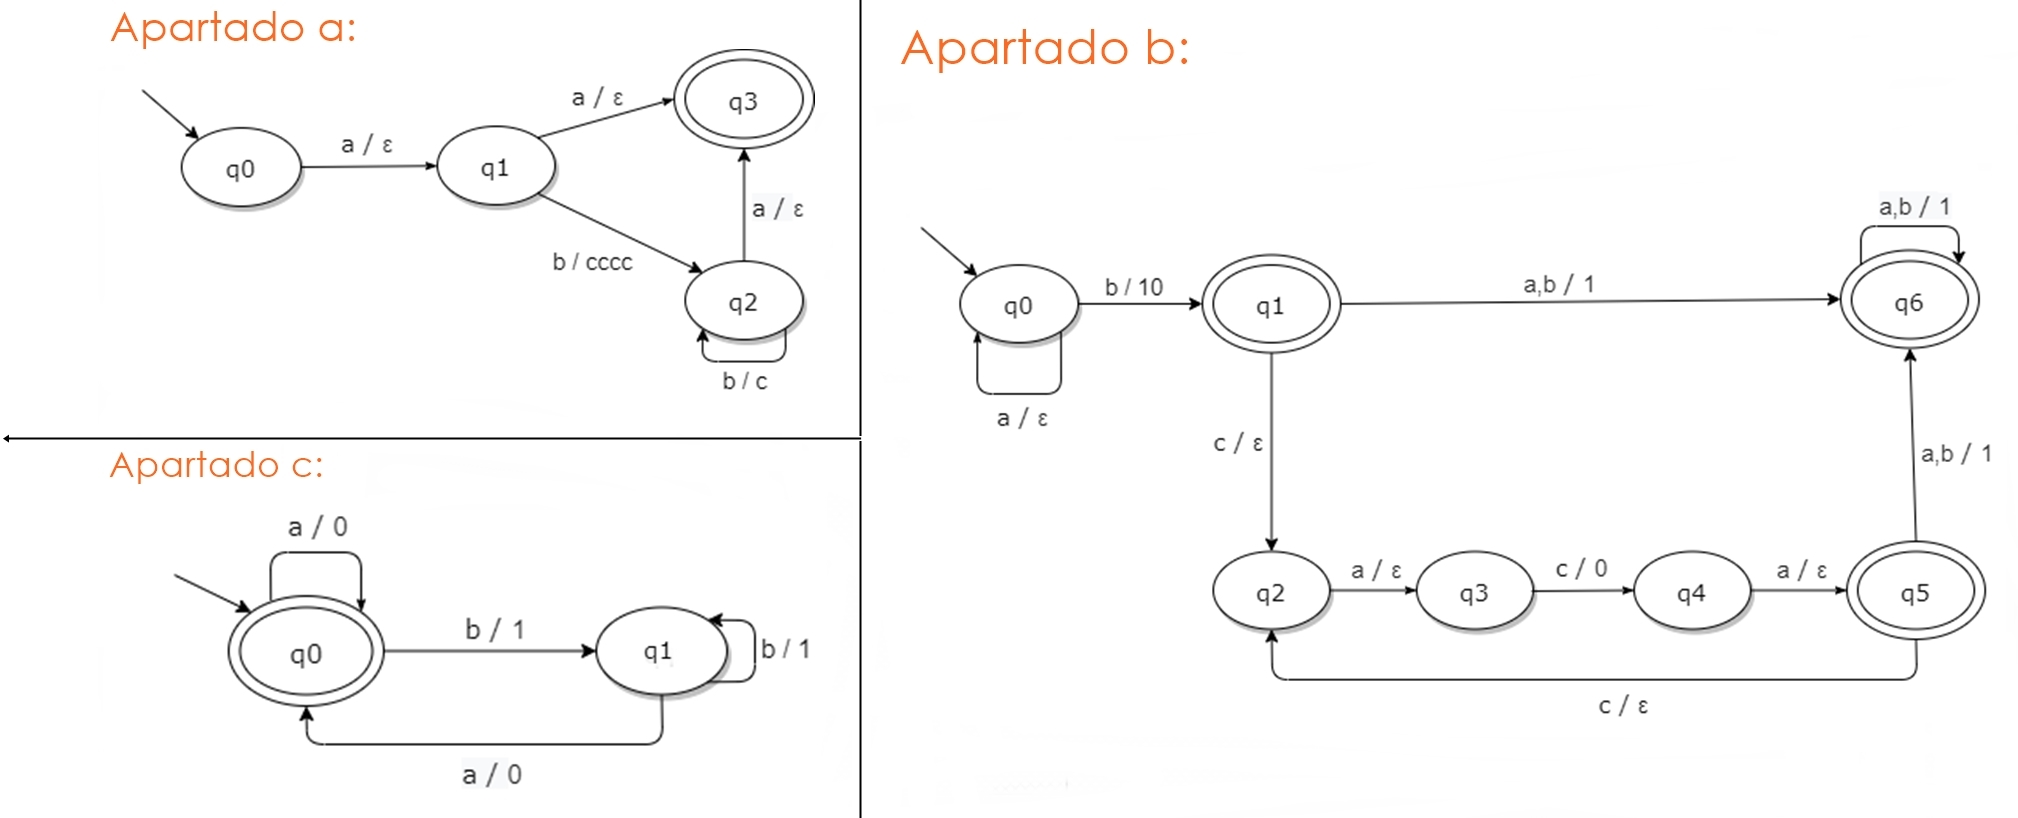 Apartado a:
a / ε
q3
a / ε
q0
q1
a / ε
b / cccc
q2
b / c
Apartado c:
a / 0
b / 1
q0
q1
b / 1
a / 0
Apartado b:
a,b / 1
b / 10
a,b / 1
q0
q1
q6
a / ε
c / ε
a,b / 1
a / ε
c / 0
a / ε
q2
q3
q4
q5
c / ε